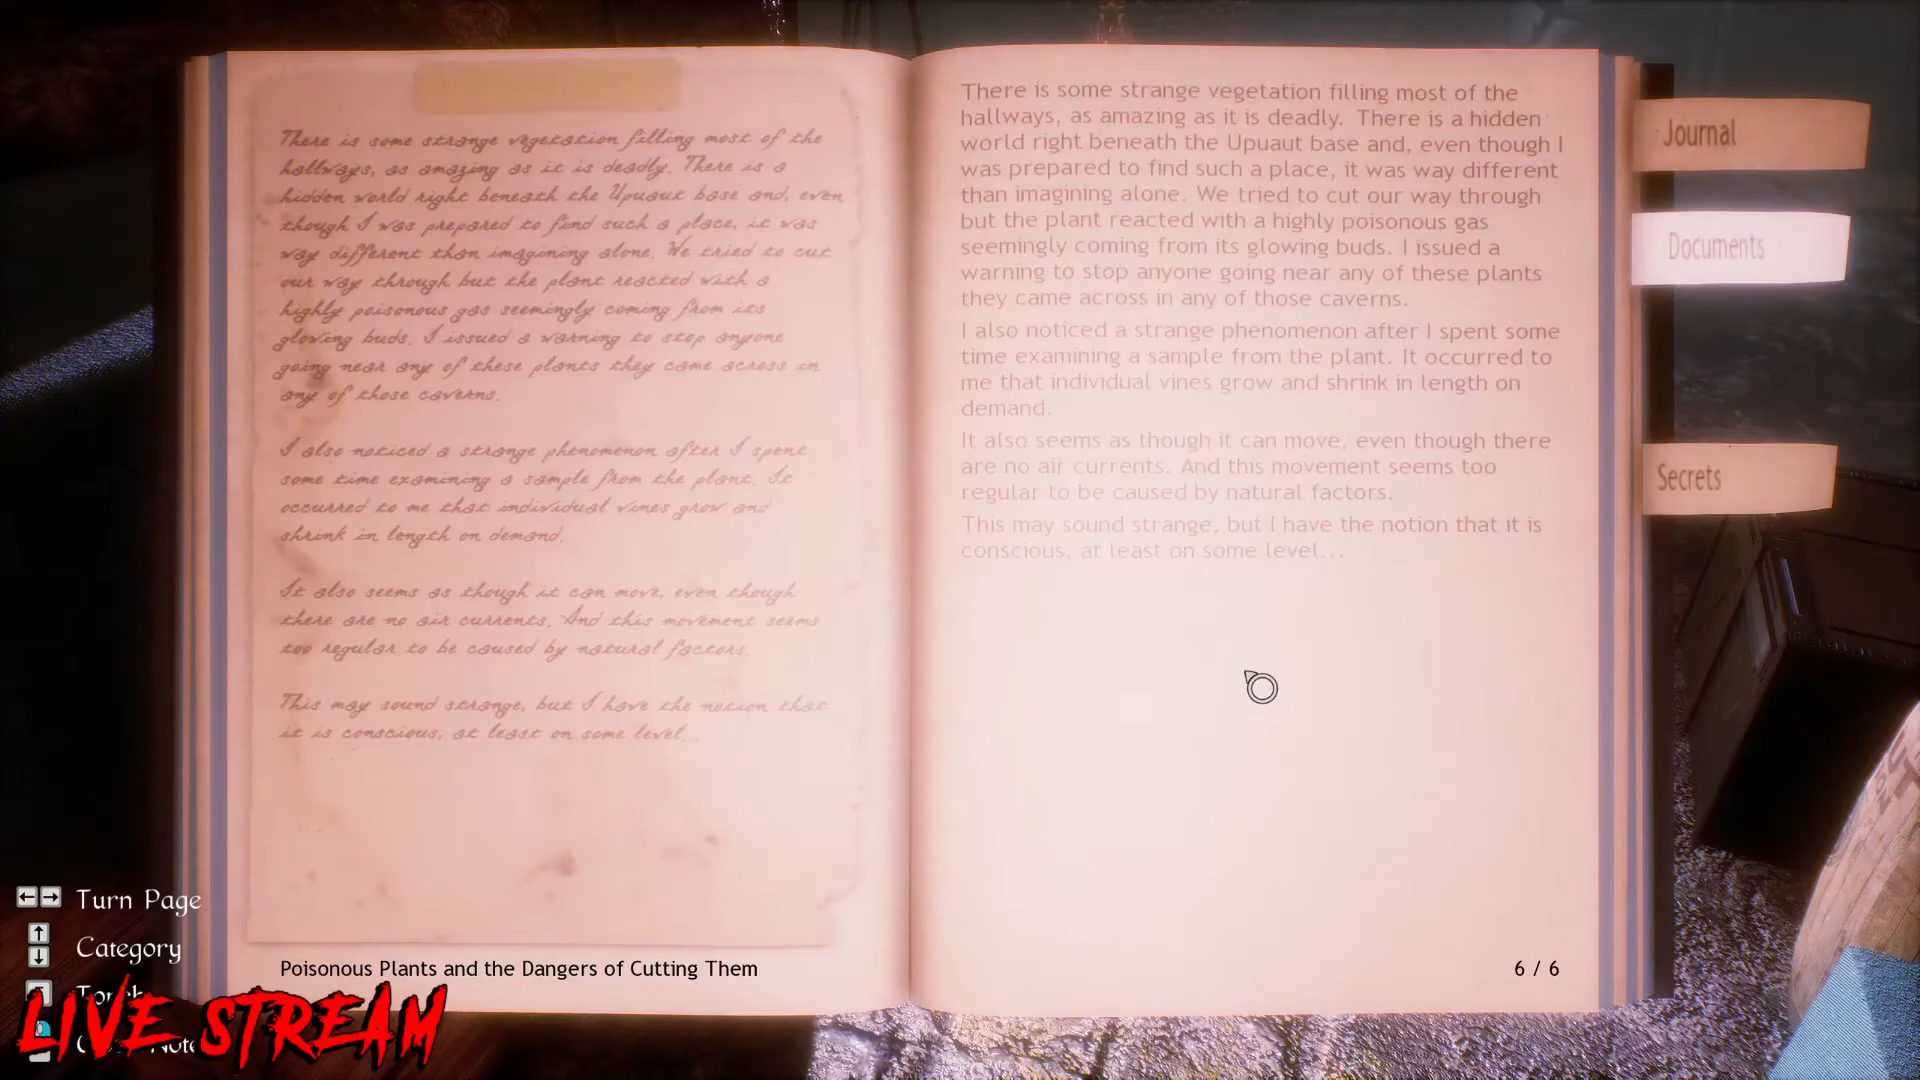 There is some strange vegetation filling most of the
hallways, as amazing as it is deadly. There is a
hidden world right beneath the Upuaut base and, even
though I was prepared to find such a place, it was
way different than imagining alone. We tried to cut
our way through but the plant reacted with a
highly poisonous gas seemingly coming from its
glowing buds. I issued a warning to stop anyone
going near any of these plants they came across in
any of those caverns.
I also noticed a strange phenomenon after I spent
some time examining a sample from the plant. It
occurred to me that individual vines grow and
shrink in length on demand.
It also seems as though it can move, even though
there are no air currents. And this movement seems
too regular to be caused by natural factors.
This may sound strange, but I have the notion that
it is conscious, at least on some level...
Poisonous Plants and the Dangers of Cutting Them
There is some strange vegetation filling most of the
hallways, as amazing as it is deadly. There is a hidden
world right beneath the Upuaut base and, even though I
was prepared to find such a place, it was way different
than imagining alone. We tried to cut our way through
but the plant reacted with a highly poisonous gas
seemingly coming from its glowing buds. I issued a
warning to stop anyone going near any of these plants
they came across in any of those caverns.
I also noticed a strange phenomenon after I spent some
time examining a sample from the plant. It occurred to
me that individual vines grow and shrink in length on
demand.
It also seems as though it can move, even though there
are no air currents. And this movement seems too
regular to be caused by natural factors.
This may sound strange, but I have the notion that it is
conscious, at least on some level...
6 / 6
Journal
Documents
Secrets
Turn Page
Category
Torch
LIVE STREAM